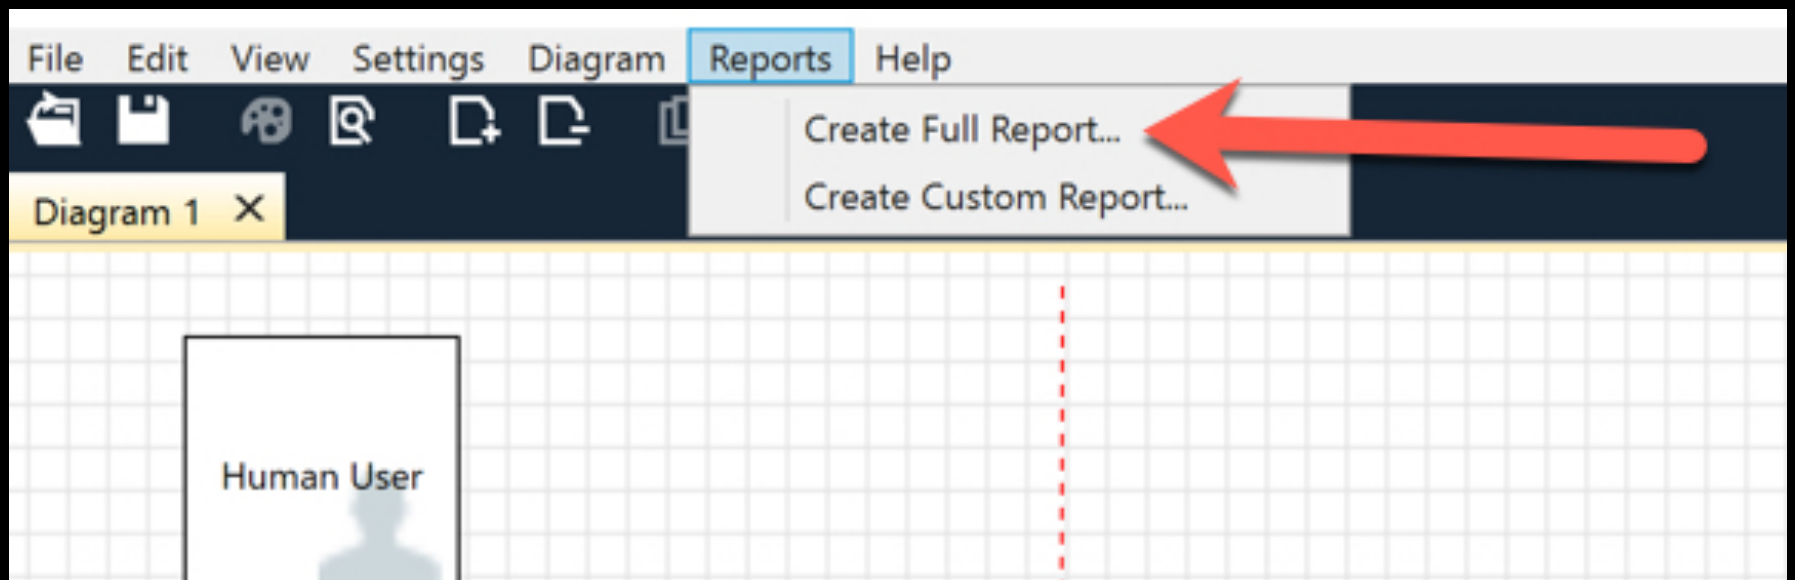 File Edit View Settings Diagram Reports Help
Create Full Report...
Create Custom Report...
Diagram 1
Human User